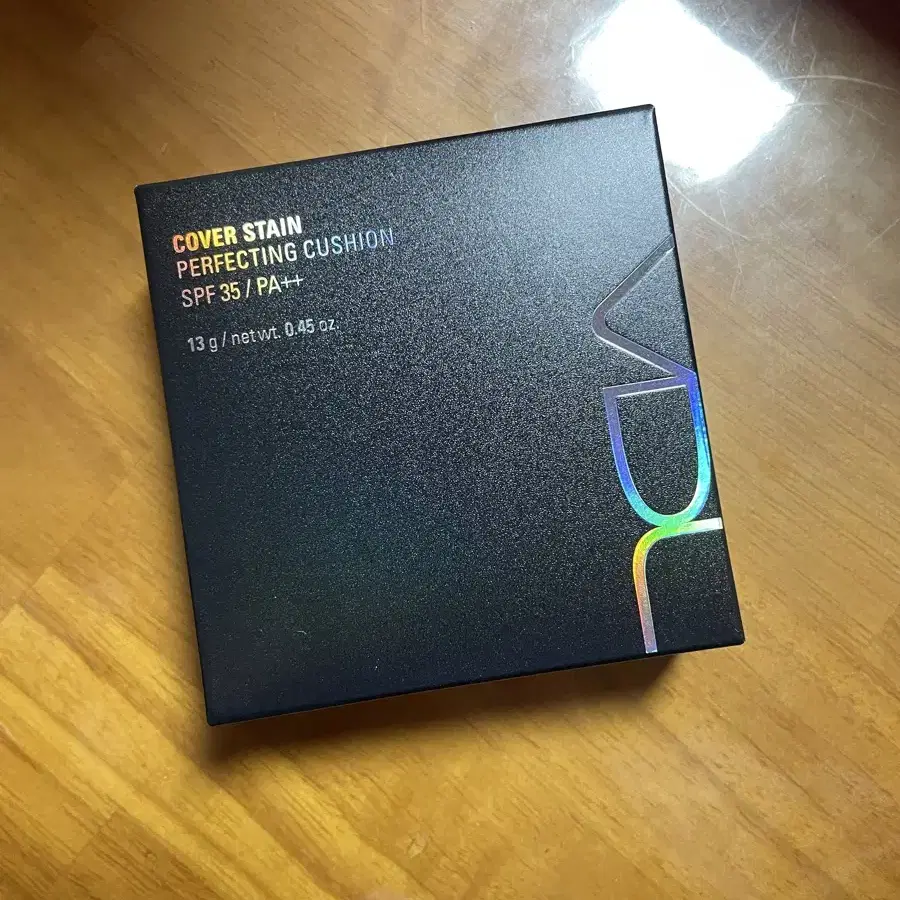 COVER STAIN
PERFECTING CUSHION
SPF 35 / PA++
13 g / net wt. 0.45 oz.
VDL